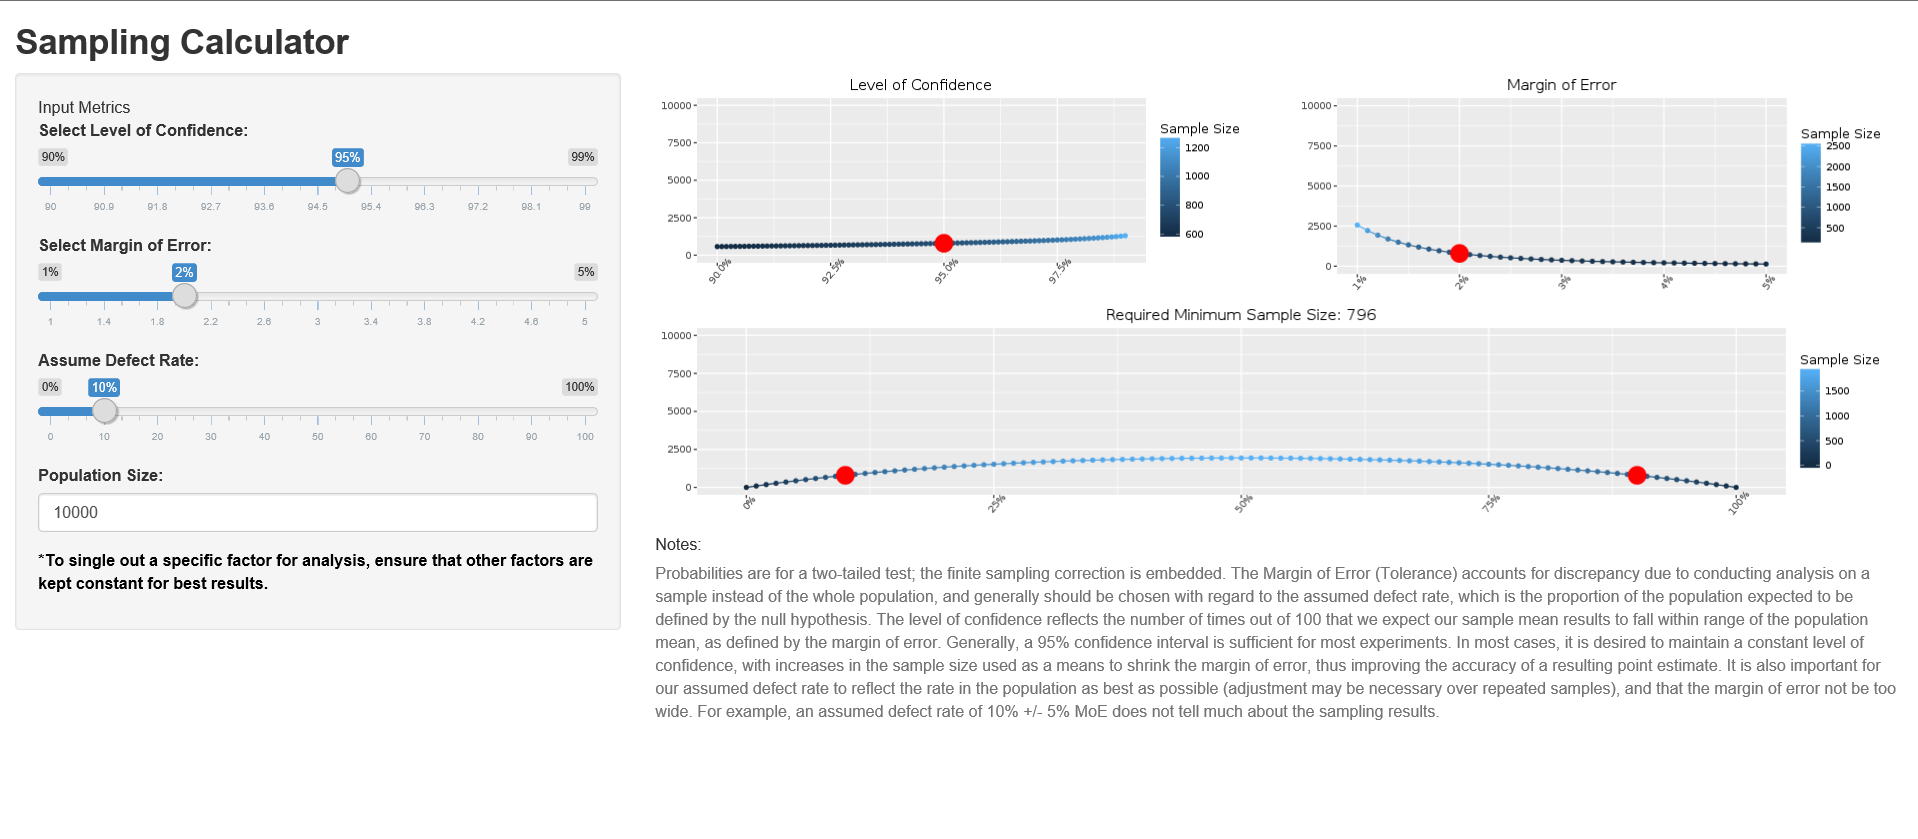 Sampling Calculator
Input Metrics
Select Level of Confidence:
90% 95% 99%
90 90.9 91.8 92.7 93.6 94.5 95.4 96.3 97.2 98.1 99
Select Margin of Error:
1% 2% 5%
1 1.4 1.8 2.2 2.6 3 3.4 3.8 4.2 4.6 5
Assume Defect Rate:
0% 10% 100%
0 10 20 30 40 50 60 70 80 90 100
Population Size:
10000
*To single out a specific factor for analysis, ensure that other factors are
kept constant for best results.
Level of Confidence
10000
7500
5000
2500
0
90.0% 92.5% 95.0% 97.5%
Sample Size
1200
1000
800
600
Margin of Error
10000
7500
5000
2500
0
1% 2% 3% 4% 5%
Sample Size
2500
2000
1500
1000
500
Required Minimum Sample Size: 796
10000
7500
5000
2500
0
0% 25% 50% 75% 100%
Sample Size
1500
1000
500
0
Notes:
Probabilities are for a two-tailed test; the finite sampling correction is embedded. The Margin of Error (Tolerance) accounts for discrepancy due to conducting analysis on a
sample instead of the whole population, and generally should be chosen with regard to the assumed defect rate, which is the proportion of the population expected to be
defined by the null hypothesis. The level of confidence reflects the number of times out of 100 that we expect our sample mean results to fall within range of the population
mean, as defined by the margin of error. Generally, a 95% confidence interval is sufficient for most experiments. In most cases, it is desired to maintain a constant level of
confidence, with increases in the sample size used as a means to shrink the margin of error, thus improving the accuracy of a resulting point estimate. It is also important for
our assumed defect rate to reflect the rate in the population as best as possible (adjustment may be necessary over repeated samples), and that the margin of error not be too
wide. For example, an assumed defect rate of 10% +/- 5% MoE does not tell much about the sampling results.